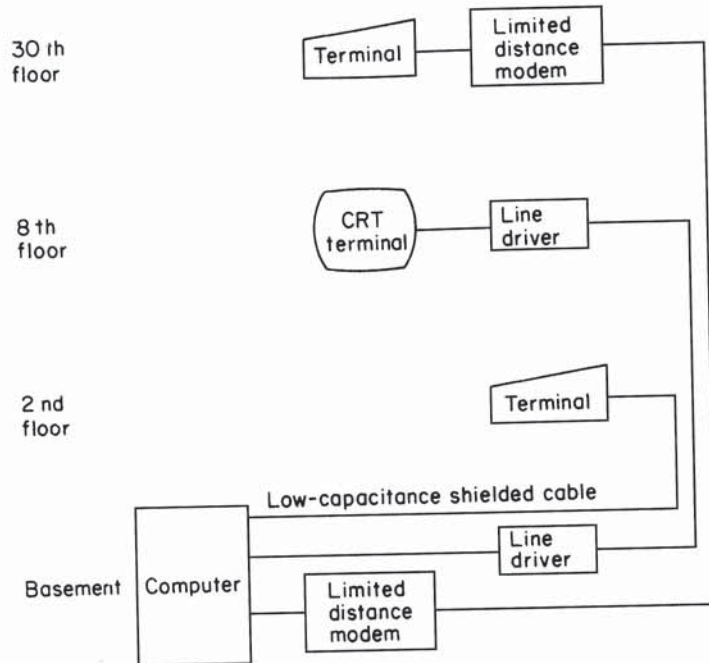 30 th
floor
Terminal
Limited
distance
modem
8 th
floor
CRT
terminal
Line
driver
2 nd
floor
Terminal
Low-capacitance shielded cable
Basement
Computer
Line
driver
Limited
distance
modem